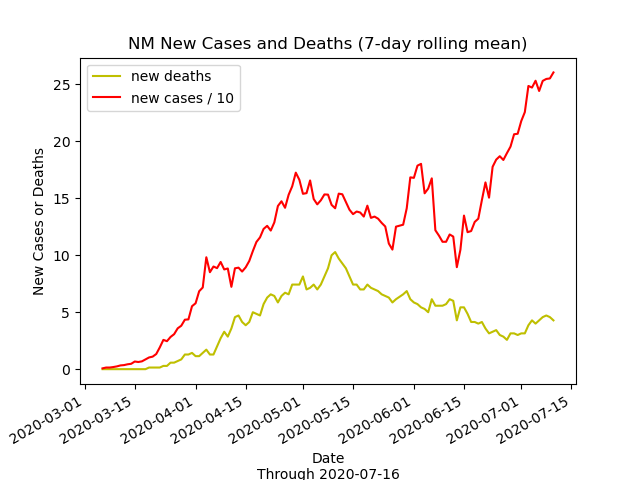 NM New Cases and Deaths (7-day rolling mean)
new deaths
new cases / 10
25
20
15
10
5
0
New Cases or Deaths
2020-03-01
2020-03-15
2020-04-01
2020-04-15
2020-05-01
2020-05-15
2020-06-01
2020-06-15
2020-07-01
2020-07-15
Date
Through 2020-07-16